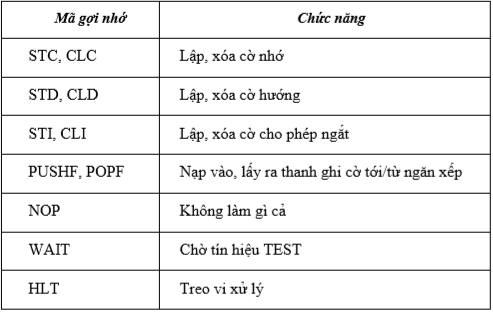 Mã gợi nhớ Chức năng
STC, CLC Lập, xóa cờ nhớ
STD, CLD Lập, xóa cờ hướng
STI, CLI Lập, xóa cờ cho phép ngắt
PUSHF, POPF Nạp vào, lấy ra thanh ghi cờ tới/từ ngăn xếp
NOP Không làm gì cả
WAIT Chờ tín hiệu TEST
HLT Treo vi xử lý